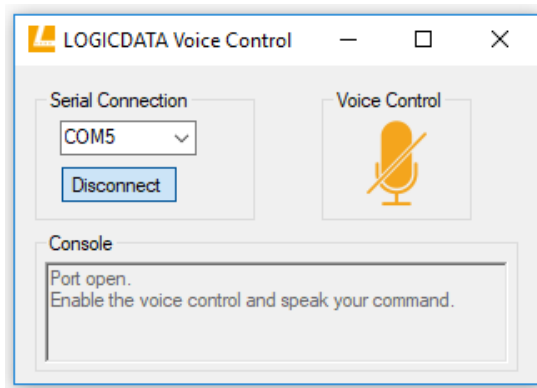 LOGICDATA Voice Control
Serial Connection
COM5
Disconnect
Voice Control
Console
Port open.
Enable the voice control and speak your command.